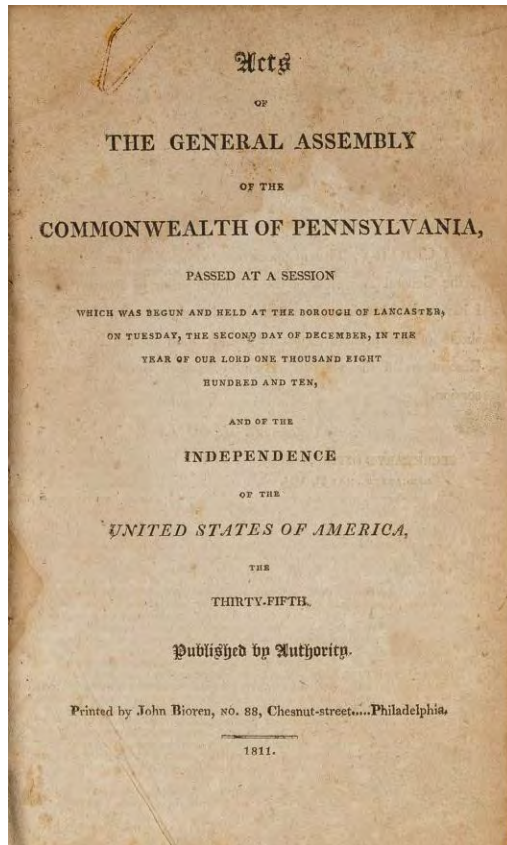 Acts
OF
THE GENERAL ASSEMBLY
OF THE
COMMONWEALTH OF PENNSYLVANIA,
PASSED AT A SESSION
WHICH WAS BEGUN AND HELD AT THE BOROUGH OF LANCASTER,
ON TUESDAY, THE SECOND DAY OF DECEMBER, IN THE
YEAR OF OUR LORD ONE THOUSAND EIGHT
HUNDRED AND TEN,
AND OF THE
INDEPENDENCE
OF THE
UNITED STATES OF AMERICA,
THE
THIRTY-FIFTH.
Published by Authority.
Printed by John Bioren, NO. 88, Chesnut-street.....Philadelphia.
1811.